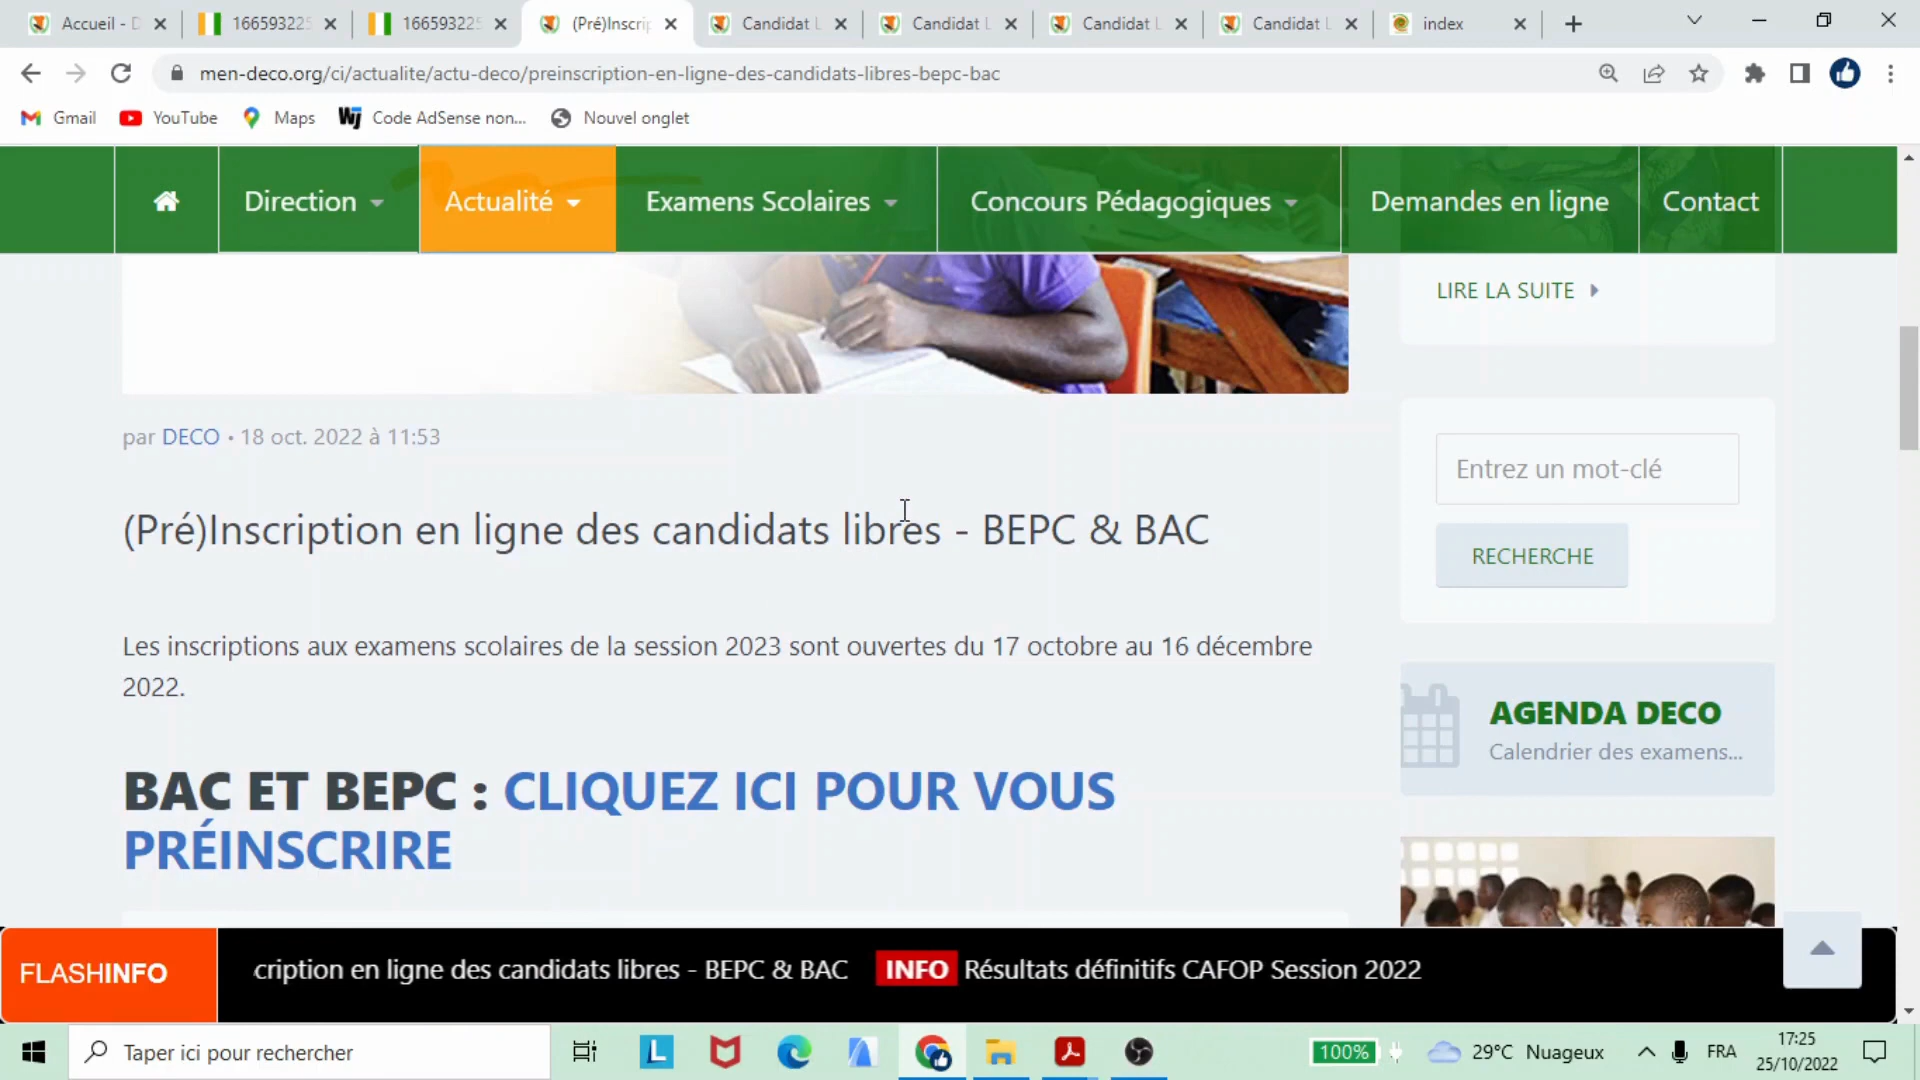 Accueil - D
166593225
166593225
(Pré)Inscrip
Candidat L
Candidat L
Candidat L
Candidat L
index
men-deco.org/ci/actualite/actu-deco/preinscription-en-ligne-des-candidats-libres-bepc-bac
Gmail
YouTube
Maps
Code AdSense non...
Nouvel onglet
Direction
Actualité
Examens Scolaires
Concours Pédagogiques
Demandes en ligne
Contact
LIRE LA SUITE
par DECO • 18 oct. 2022 à 11:53
Entrez un mot-clé
RECHERCHE
(Pré)Inscription en ligne des candidats libres - BEPC & BAC
Les inscriptions aux examens scolaires de la session 2023 sont ouvertes du 17 octobre au 16 décembre
2022.
AGENDA DECO
Calendrier des examens...
BAC ET BEPC : CLIQUEZ ICI POUR VOUS
PRÉINSCRIRE
FLASHINFO
cription en ligne des candidats libres - BEPC & BAC
INFO Résultats définitifs CAFOP Session 2022
Taper ici pour rechercher
L
100%
29°C Nuageux
FRA
17:25
25/10/2022